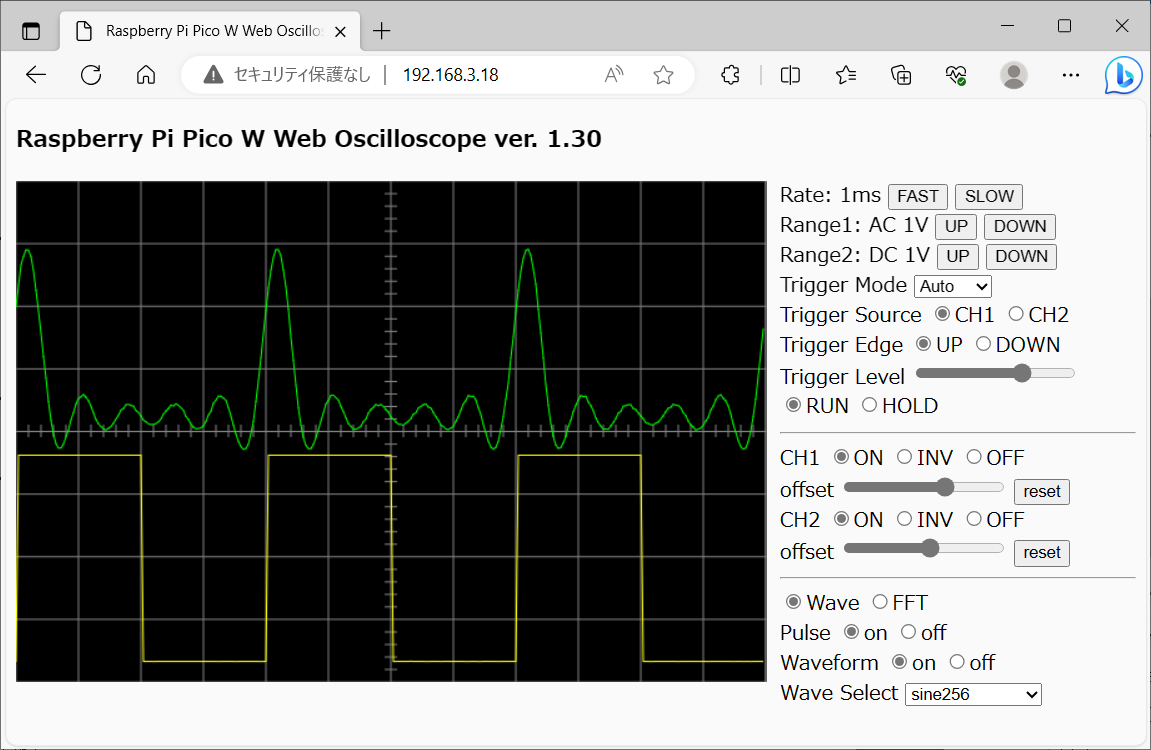 Raspberry Pi Pico W Web Oscillo
セキュリティ保護なし | 192.168.3.18
Raspberry Pi Pico W Web Oscilloscope ver. 1.30
Rate: 1ms FAST SLOW
Range1: AC 1V UP DOWN
Range2: DC 1V UP DOWN
Trigger Mode Auto
Trigger Source CH1 CH2
Trigger Edge UP DOWN
Trigger Level
RUN HOLD
CH1 ON INV OFF
offset reset
CH2 ON INV OFF
offset reset
Wave FFT
Pulse on off
Waveform on off
Wave Select sine256